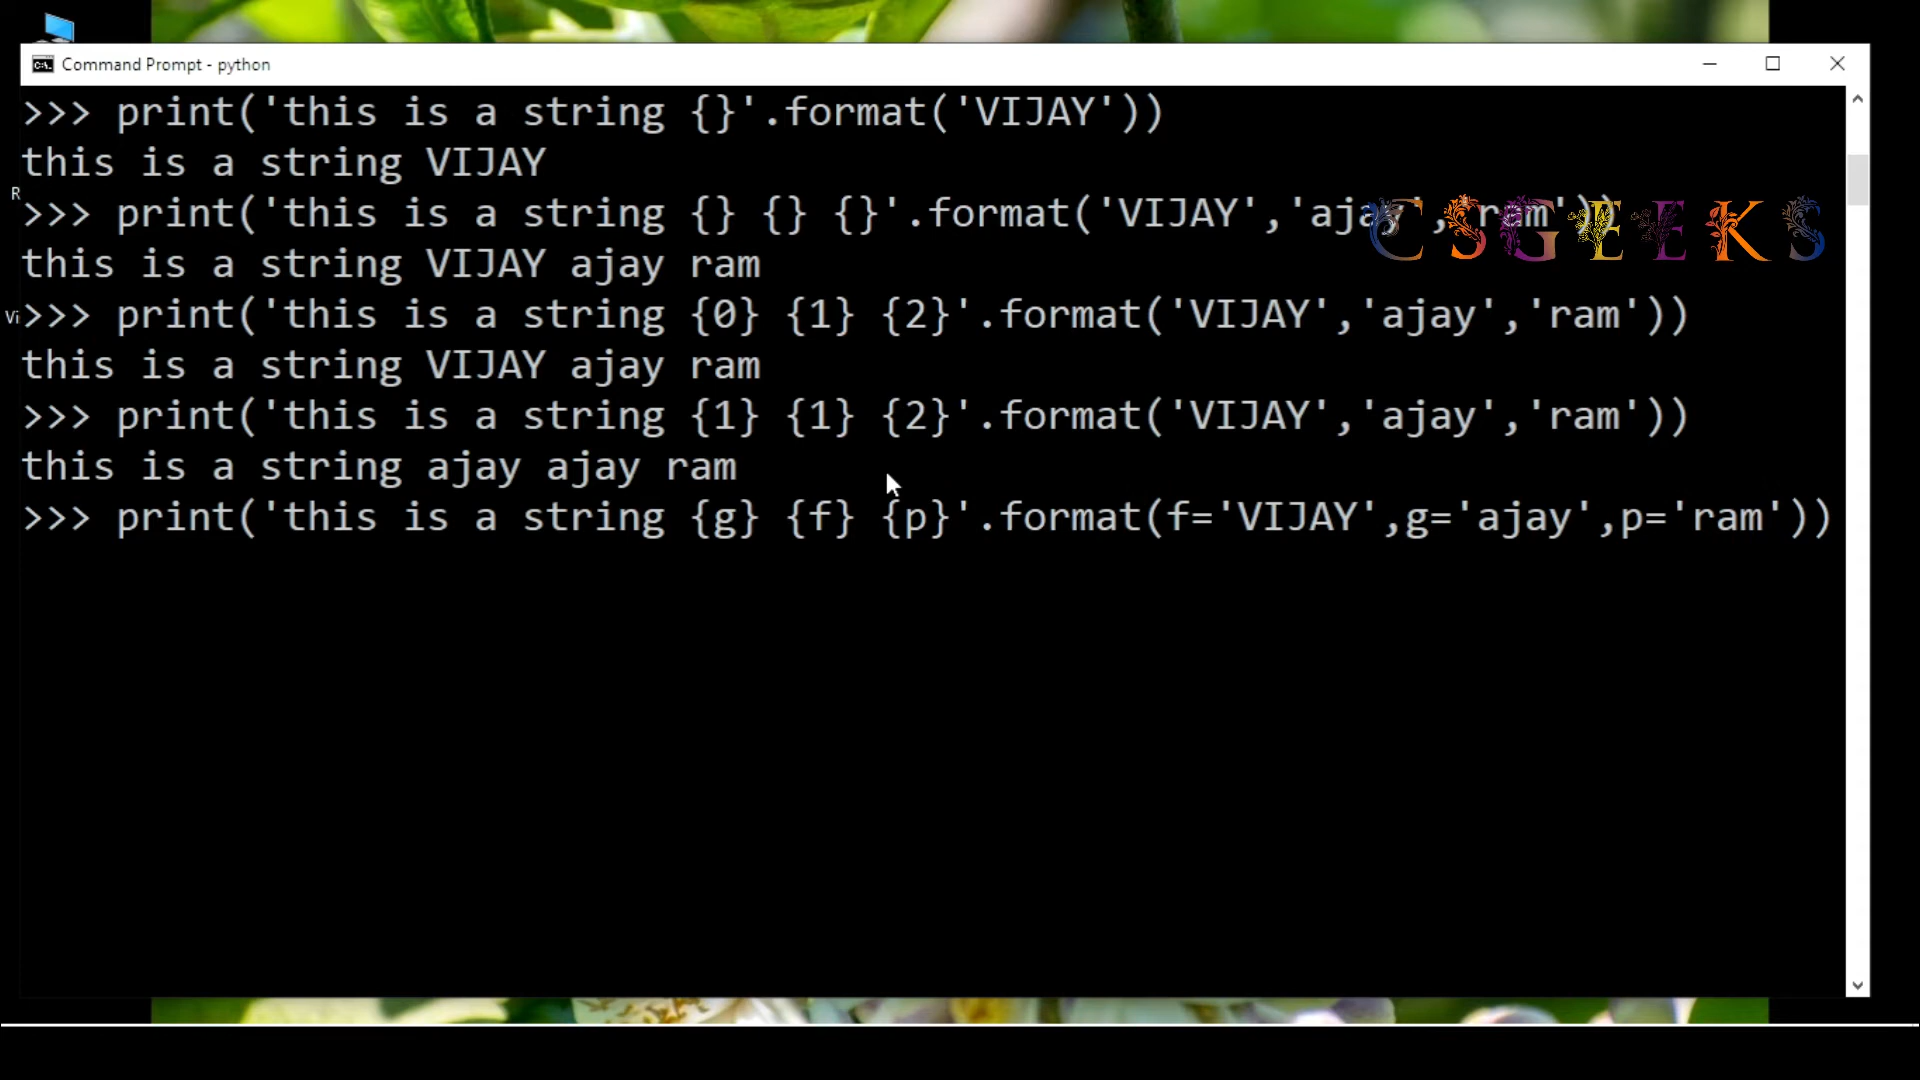 Command Prompt - python
>>> print('this is a string {}'.format('VIJAY'))
this is a string VIJAY
R
>>> print('this is a string {} {} {}'.format('VIJAY','ajay','ram'))
CSGEEKS
this is a string VIJAY ajay ram
Vi
>>> print('this is a string {0} {1} {2}'.format('VIJAY','ajay','ram'))
this is a string VIJAY ajay ram
>>> print('this is a string {1} {1} {2}'.format('VIJAY','ajay','ram'))
this is a string ajay ajay ram
>>> print('this is a string {g} {f} {p}'.format(f='VIJAY',g='ajay',p='ram'))